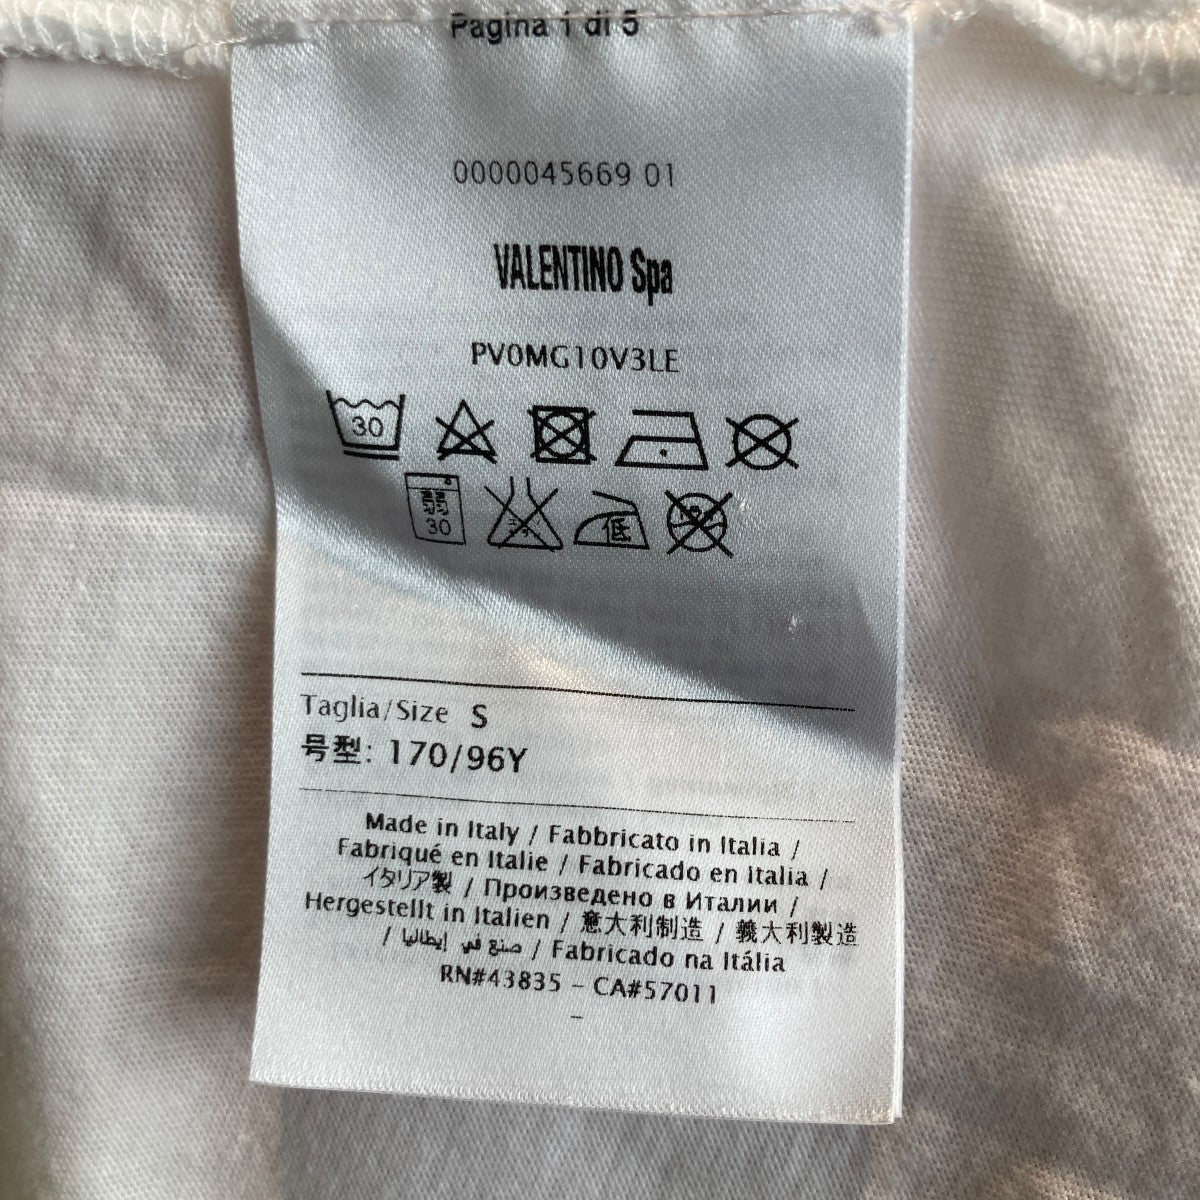 Pagina 1 di 5
0000045669 01
VALENTINO Spa
PV0MG10V3LE
30
30 低
Taglia/Size S
号型: 170/96Y
Made in Italy / Fabbricato in Italia /
Fabriqué en Italie / Fabricado en Italia /
イタリア製 / Произведено в Италии /
Hergestellt in Italien / 意大利制造 / 義大利製造
/ صنع في إيطاليا / Fabricado na Itália
RN#43835 - CA#57011
-